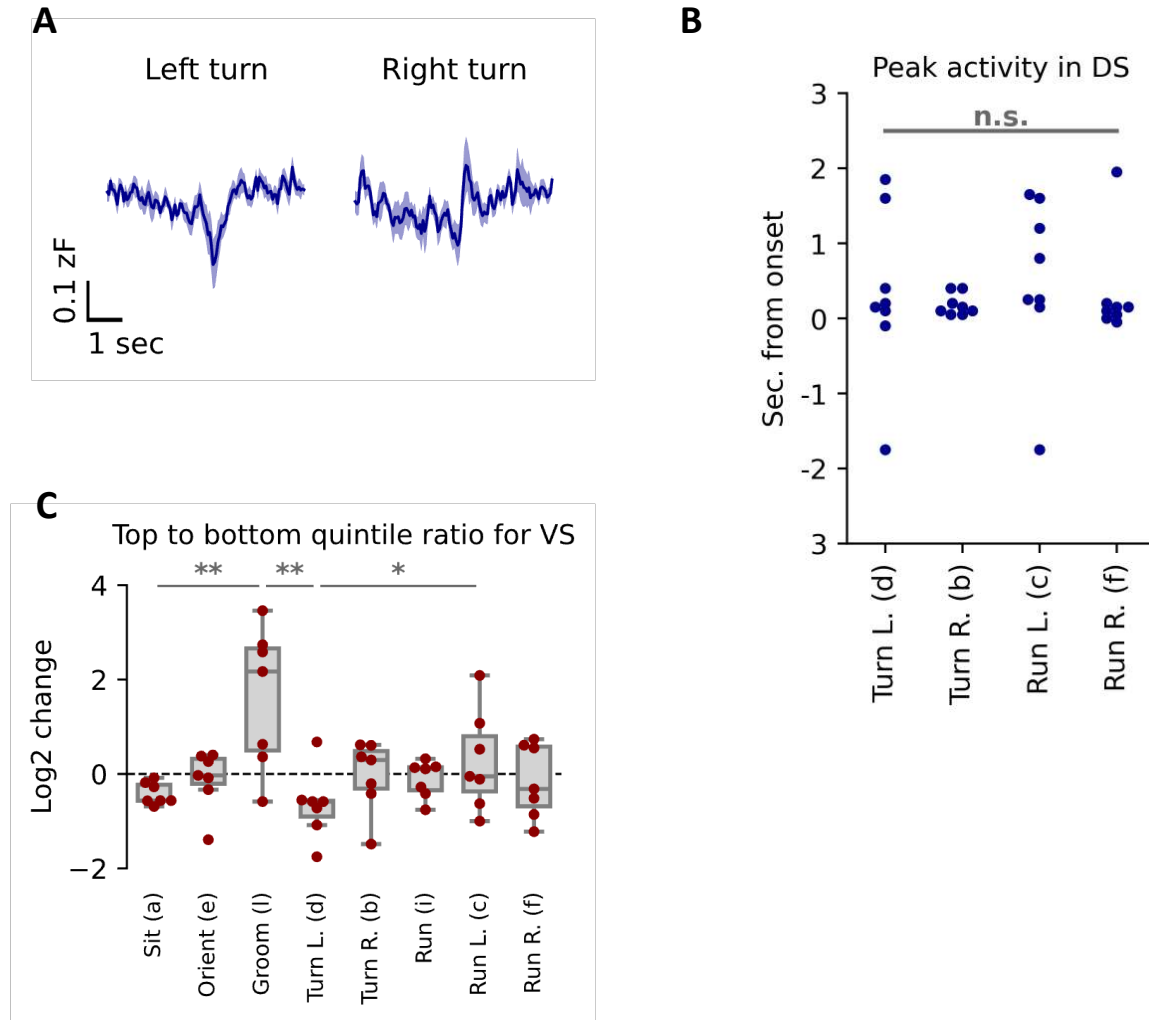 A
Left turn
Right turn
0.1 zF
1 sec
B
Peak activity in DS
n.s.
Sec. from onset
3
2
1
0
-1
-2
3
Turn L. (d)
Turn R. (b)
Run L. (c)
Run R. (f)
C
Top to bottom quintile ratio for VS
** ** *
Log2 change
4
2
0
−2
Sit (a)
Orient (e)
Groom (l)
Turn L. (d)
Turn R. (b)
Run (i)
Run L. (c)
Run R. (f)